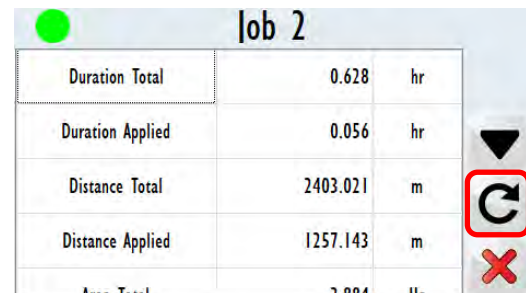 Job 2
Duration Total 0.628 hr
Duration Applied 0.056 hr
Distance Total 2403.021 m
Distance Applied 1257.143 m